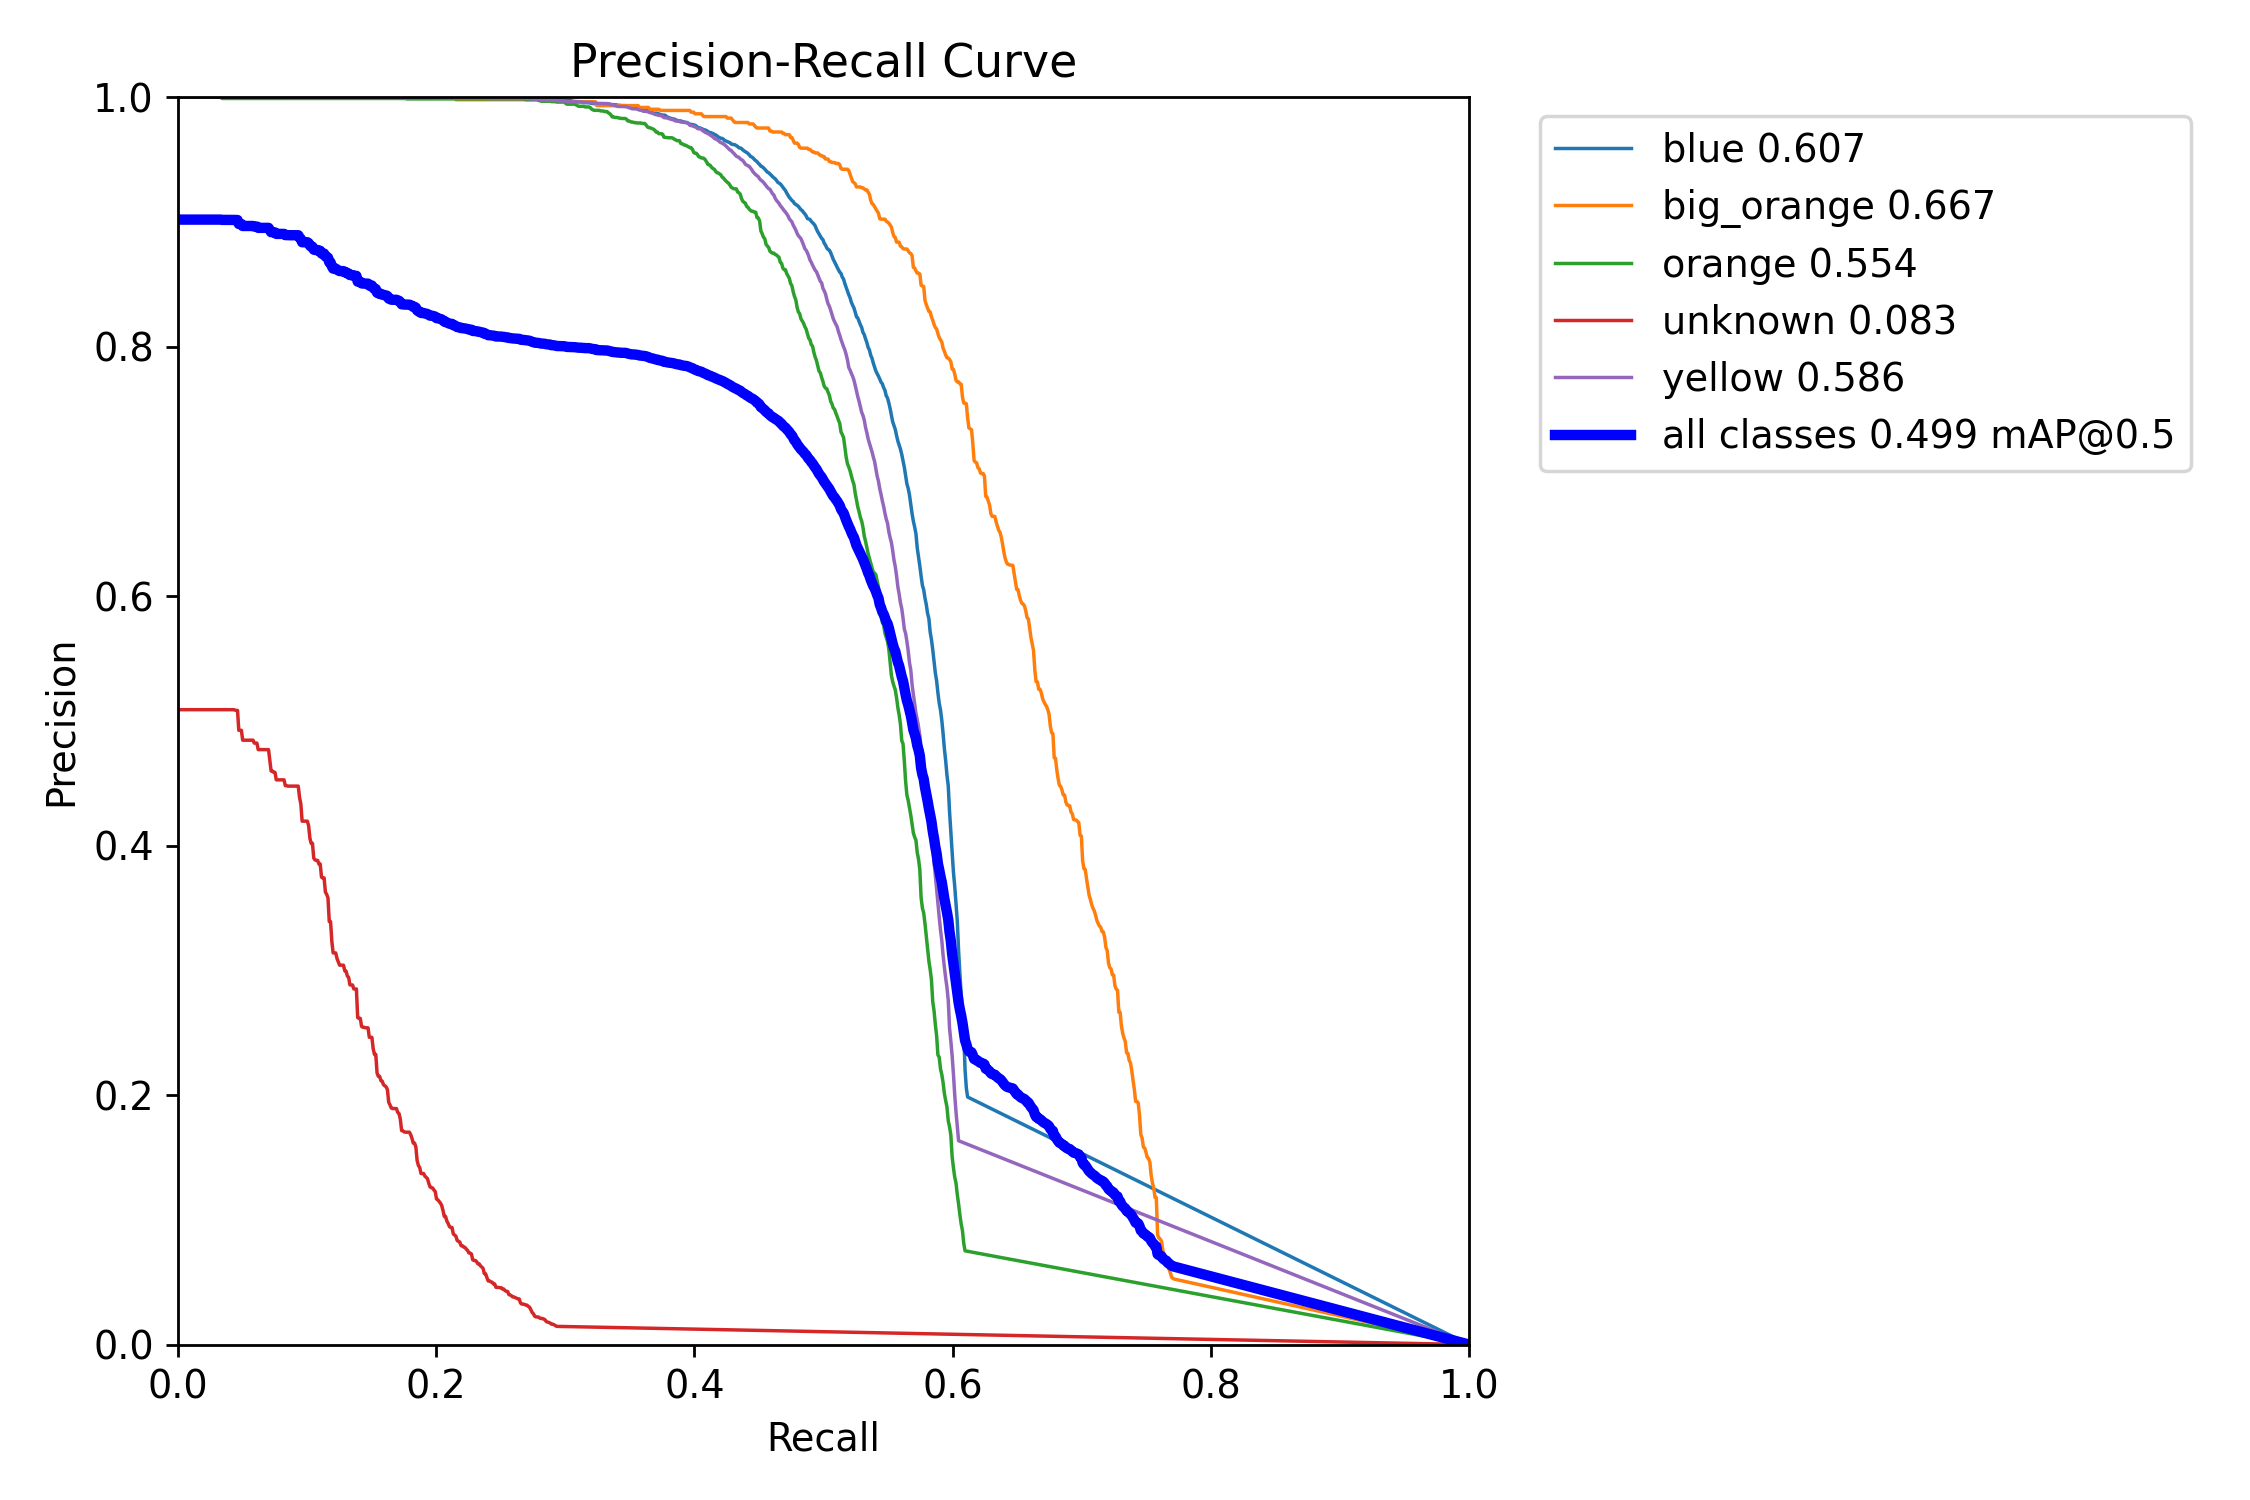 Precision-Recall Curve
1.0
0.8
0.6
0.4
0.2
0.0
Precision
0.0 0.2 0.4 0.6 0.8 1.0
Recall
blue 0.607
big_orange 0.667
orange 0.554
unknown 0.083
yellow 0.586
all classes 0.499 mAP@0.5